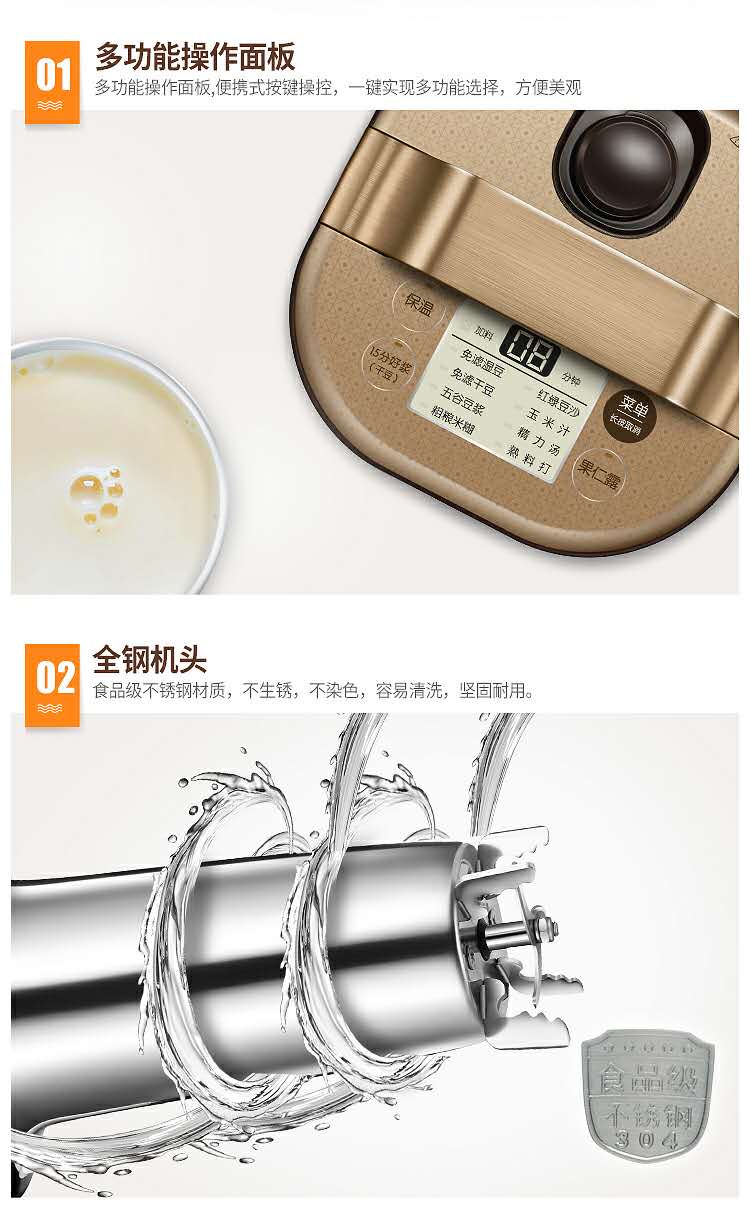 01
多功能操作面板
多功能操作面板,便携式按键操控，一键实现多功能选择，方便美观
保温
15分好浆
（干豆）
加料
08
分钟
免滤湿豆
免滤干豆
五谷豆浆
粗粮米糊
红绿豆沙
玉米汁
精力汤
熟料打
菜单
长按取消
果仁露
02
全钢机头
食品级不锈钢材质，不生锈，不染色，容易清洗，坚固耐用。
食品级
不锈钢
304